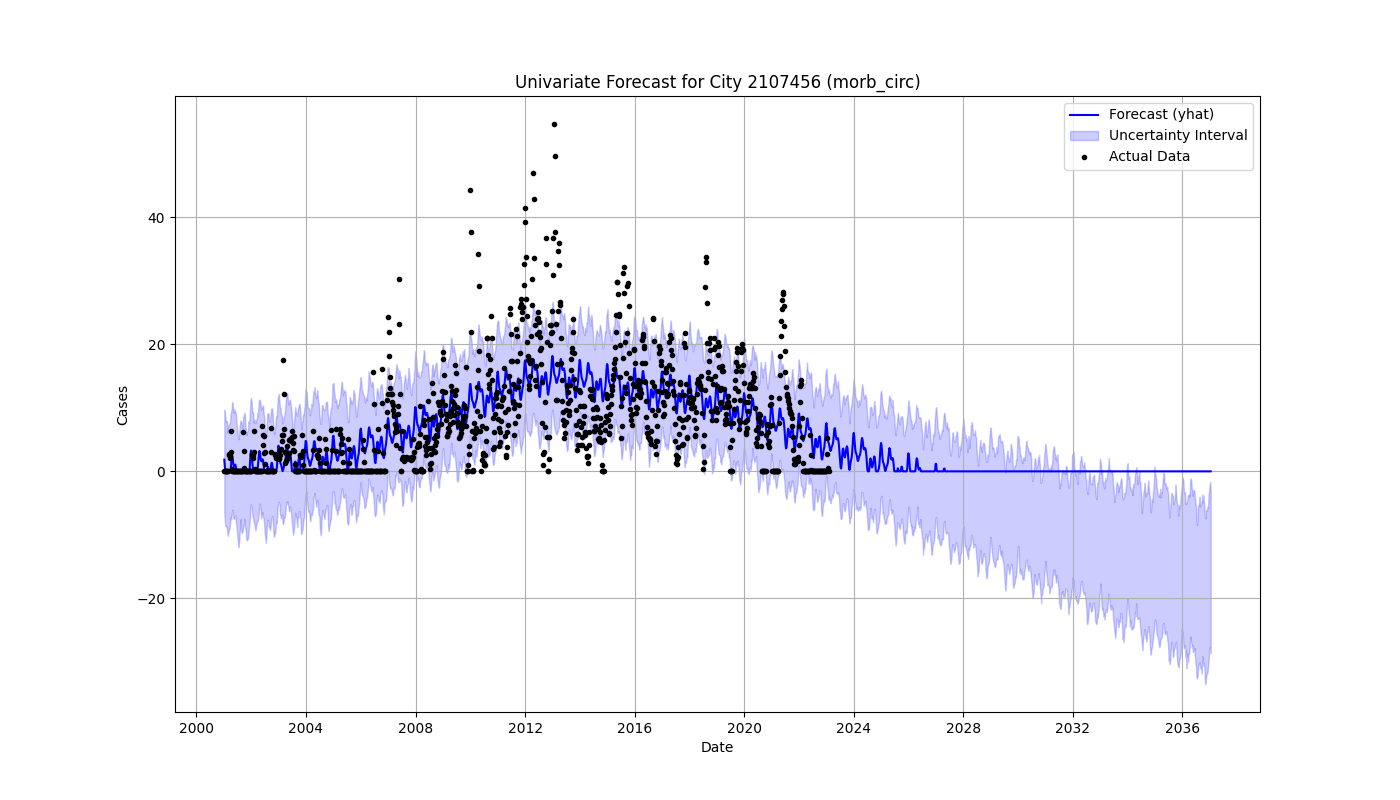 Univariate Forecast for City 2107456 (morb_circ)
Forecast (yhat)
Uncertainty Interval
Actual Data
Cases
40
20
0
−20
2000 2004 2008 2012 2016 2020 2024 2028 2032 2036
Date